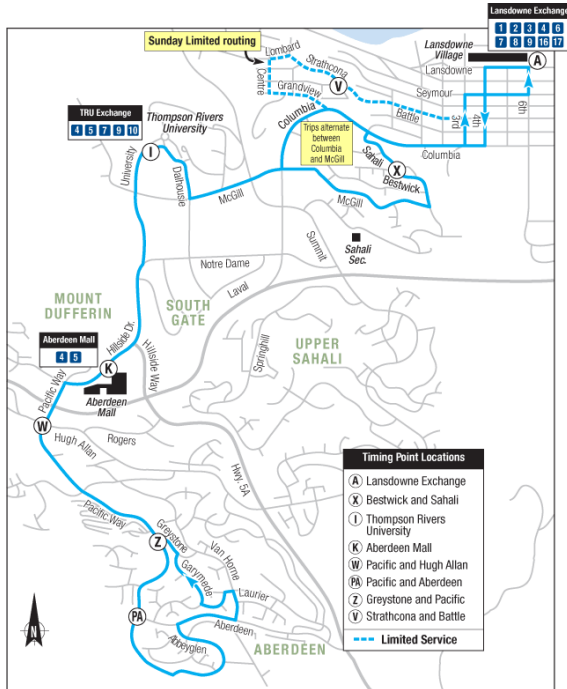 Lansdowne Exchange
1 2 3 4 6
7 8 9 16 17
Sunday Limited routing
Lansdowne
Village
A
Lombard
Strathcona
Lansdowne
Centre
Seymour
Grandview
V
Battle
3rd
4th
6th
TRU Exchange
4 5 7 9 10
Thompson Rivers
University
Columbia
Trips alternate
between
Columbia
and McGill
Columbia
Sahali
X
Bestwick
University
I
Dalhousie
McGill
McGill
Sahali
Sec.
Summit
Notre Dame
Laval
MOUNT
DUFFERIN
SOUTH
GATE
UPPER
SAHALI
Aberdeen Mall
4 5
Hillside Dr.
Hillside Way
Springhill
K
Aberdeen
Mall
Pacific Way
W
Hugh Allan
Rogers
Hwy. 5A
Pacific Way
Greystone
Z
Van Horne
Garymede
Laurier
PA
Aberdeen
Abbeyglen
ABERDEEN
N
Timing Point Locations
A Lansdowne Exchange
X Bestwick and Sahali
I Thompson Rivers
University
K Aberdeen Mall
W Pacific and Hugh Allan
PA Pacific and Aberdeen
Z Greystone and Pacific
V Strathcona and Battle
Limited Service